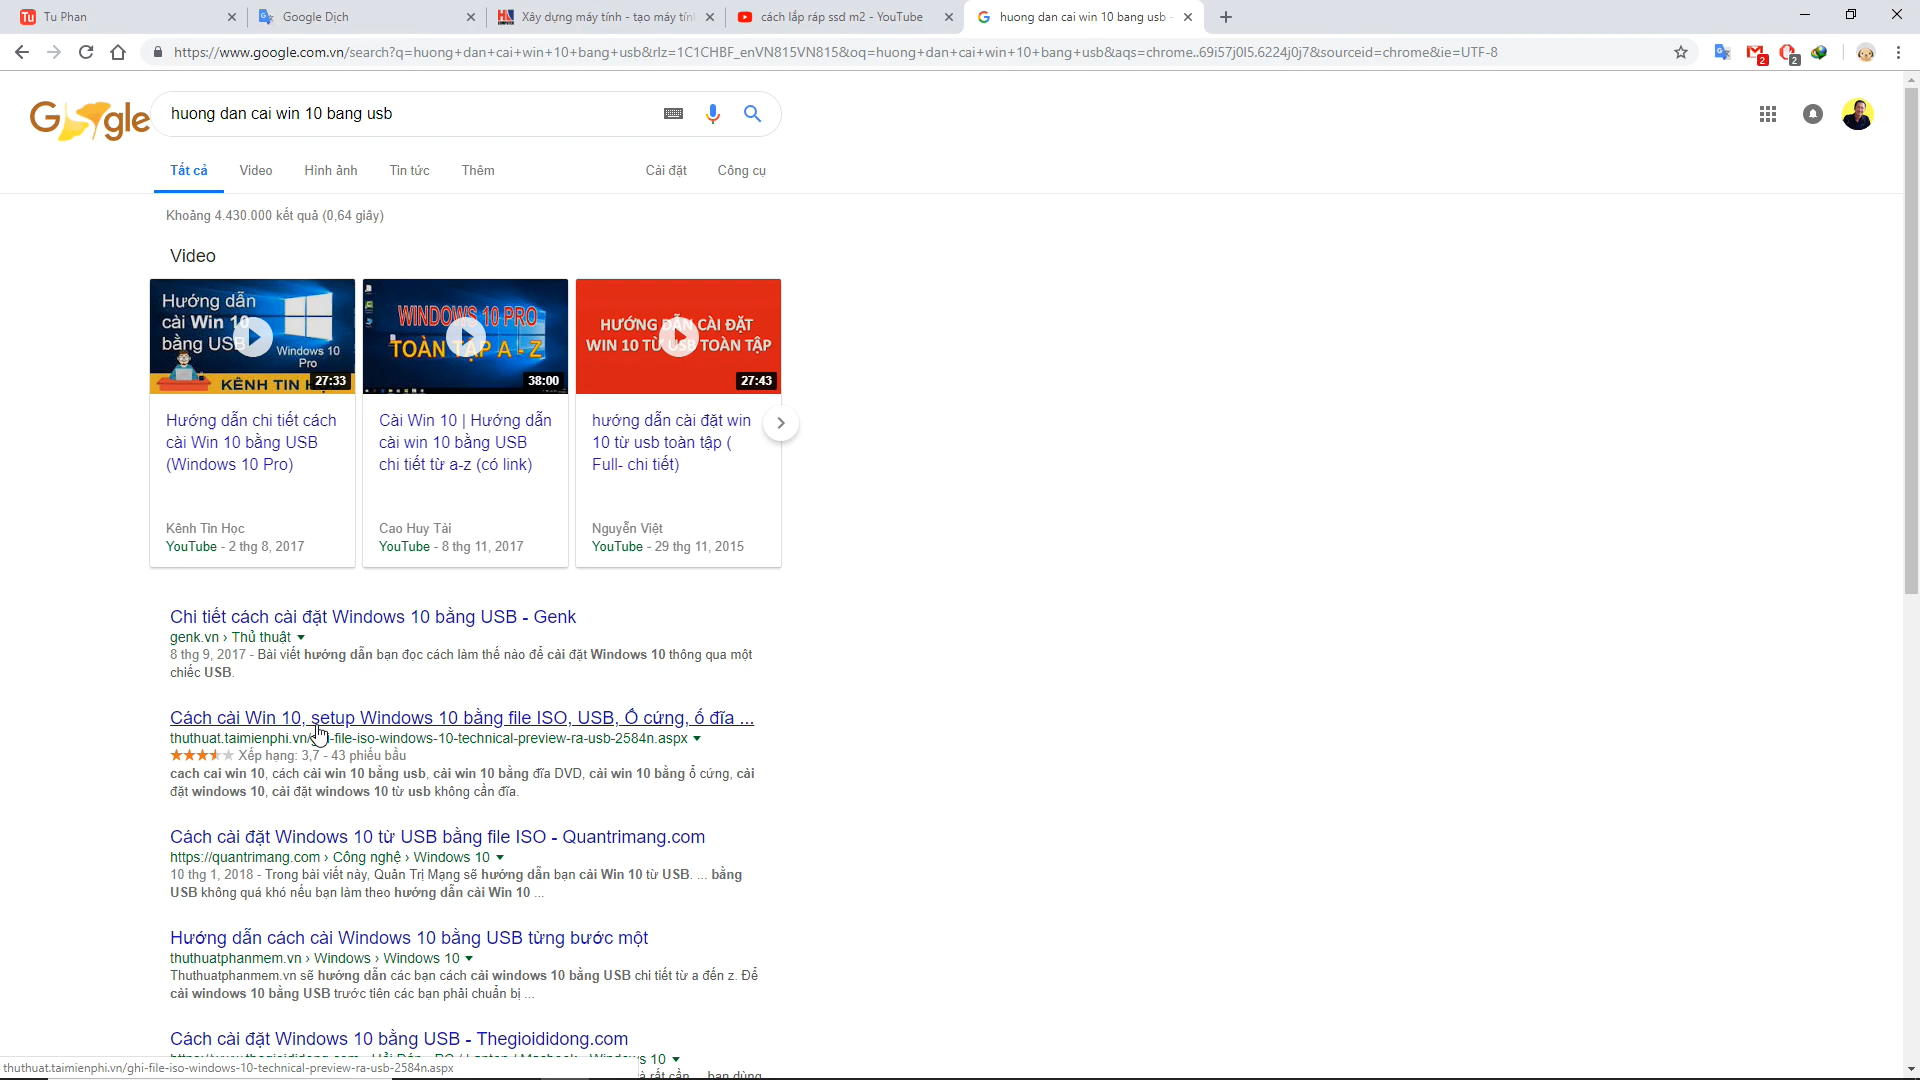 Tu Phan
Google Dịch
Xây dựng máy tính - tạo máy tín
cách lắp ráp ssd m2 - YouTube
huong dan cai win 10 bang usb -
https://www.google.com.vn/search?q=huong+dan+cai+win+10+bang+usb&rlz=1C1CHBF_enVN815VN815&oq=huong+dan+cai+win+10+bang+usb&aqs=chrome..69i57j0l5.6224j0j7&sourceid=chrome&ie=UTF-8
2
2
Google
huong dan cai win 10 bang usb
Tất cả Video Hình ảnh Tin tức Thêm Cài đặt Công cụ
Khoảng 4.430.000 kết quả (0,64 giây)
Video
Hướng dẫn
cài Win 10
bằng USB
Windows 10
Pro
KÊNH TIN H
27:33
Hướng dẫn chi tiết cách
cài Win 10 bằng USB
(Windows 10 Pro)
Kênh Tin Học
YouTube - 2 thg 8, 2017
WINDOWS 10 PRO
TOÀN TẬP A - Z
38:00
Cài Win 10 | Hướng dẫn
cài win 10 bằng USB
chi tiết từ a-z (có link)
Cao Huy Tài
YouTube - 8 thg 11, 2017
HƯỚNG DẪN CÀI ĐẶT
WIN 10 TỪ USB TOÀN TẬP
27:43
hướng dẫn cài đặt win
10 từ usb toàn tập (
Full- chi tiết)
Nguyễn Việt
YouTube - 29 thg 11, 2015
Chi tiết cách cài đặt Windows 10 bằng USB - Genk
genk.vn › Thủ thuật
8 thg 9, 2017 - Bài viết hướng dẫn bạn đọc cách làm thế nào để cài đặt Windows 10 thông qua một
chiếc USB.
Cách cài Win 10, setup Windows 10 bằng file ISO, USB, Ổ cứng, ổ đĩa ...
thuthuat.taimienphi.vn/ -file-iso-windows-10-technical-preview-ra-usb-2584n.aspx
Xếp hạng: 3,7 - 43 phiếu bầu
cach cai win 10, cách cài win 10 bằng usb, cài win 10 bằng đĩa DVD, cài win 10 bằng ổ cứng, cài
đặt windows 10, cài đặt windows 10 từ usb không cần đĩa.
Cách cài đặt Windows 10 từ USB bằng file ISO - Quantrimang.com
https://quantrimang.com › Công nghệ › Windows 10
10 thg 1, 2018 - Trong bài viết này, Quản Trị Mạng sẽ hướng dẫn bạn cài Win 10 từ USB. ... bằng
USB không quá khó nếu bạn làm theo hướng dẫn cài Win 10 ...
Hướng dẫn cách cài Windows 10 bằng USB từng bước một
thuthuatphanmem.vn › Windows › Windows 10
Thuthuatphanmem.vn sẽ hướng dẫn các bạn cách cài windows 10 bằng USB chi tiết từ a đến z. Để
cài windows 10 bằng USB trước tiên các bạn phải chuẩn bị ...
Cách cài đặt Windows 10 bằng USB - Thegioididong.com
s 10
thuthuat.taimienphi.vn/ghi-file-iso-windows-10-technical-preview-ra-usb-2584n.aspx